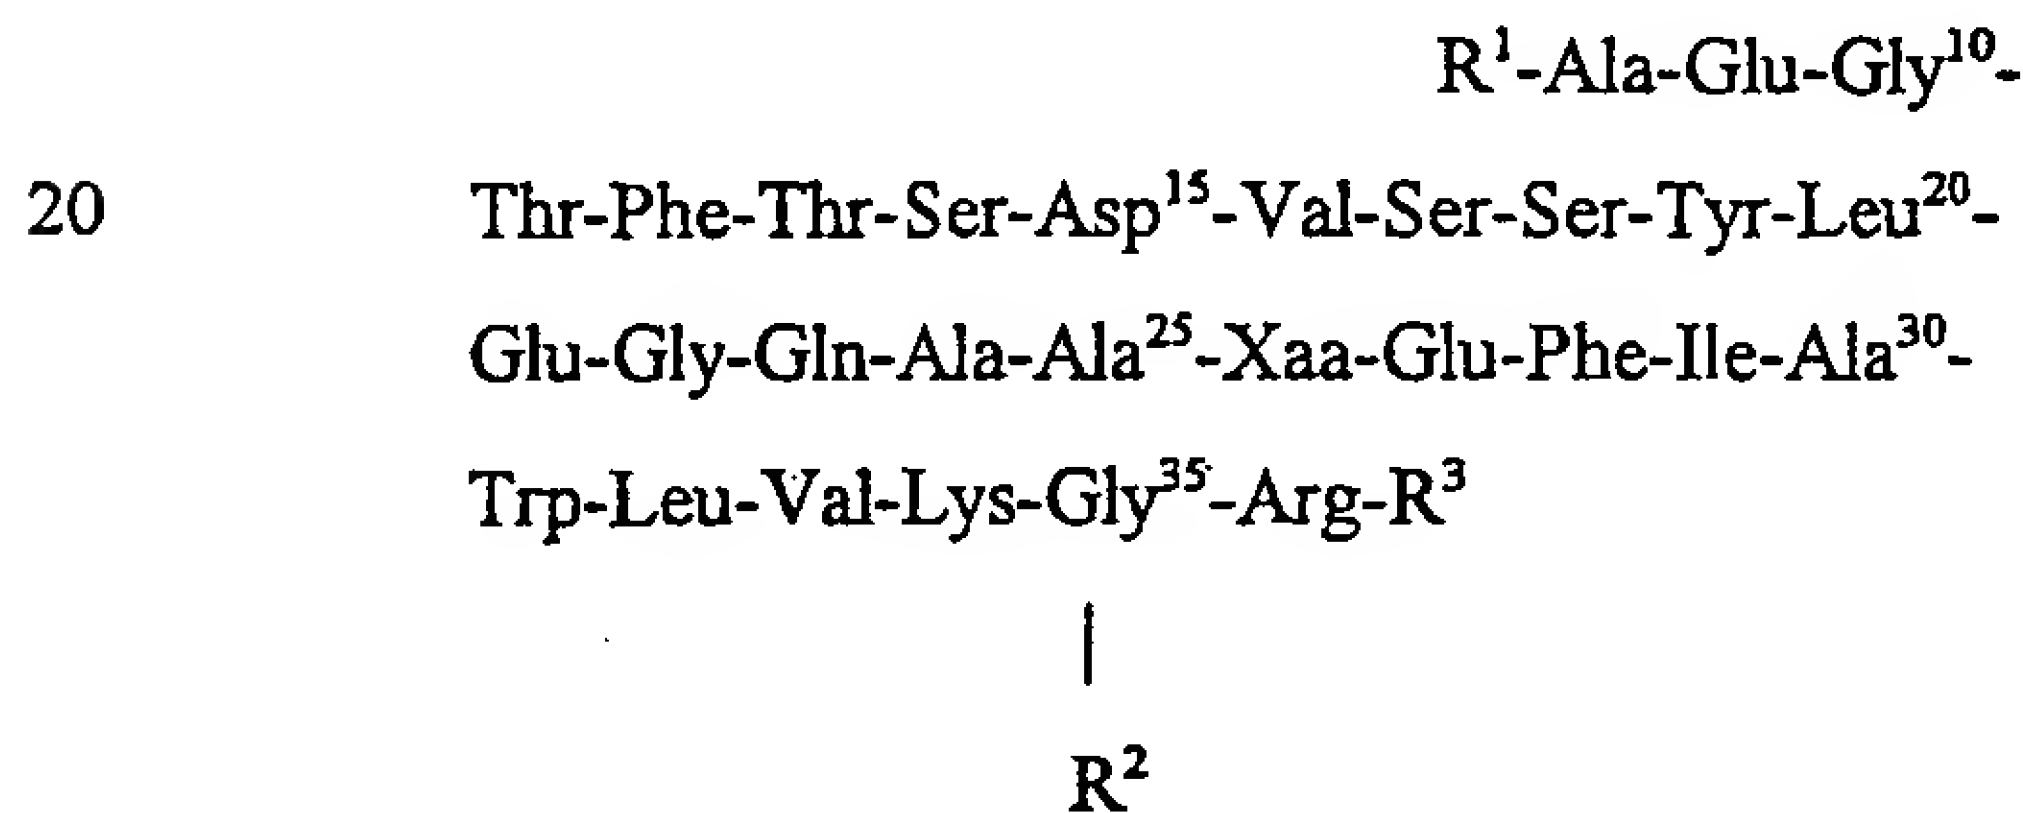 R¹-Ala-Glu-Gly¹⁰-
20 Thr-Phe-Thr-Ser-Asp¹⁵-Val-Ser-Ser-Tyr-Leu²⁰-
Glu-Gly-Gln-Ala-Ala²⁵-Xaa-Glu-Phe-Ile-Ala³⁰-
Trp-Leu-Val-Lys-Gly³⁵-Arg-R³
|
R²